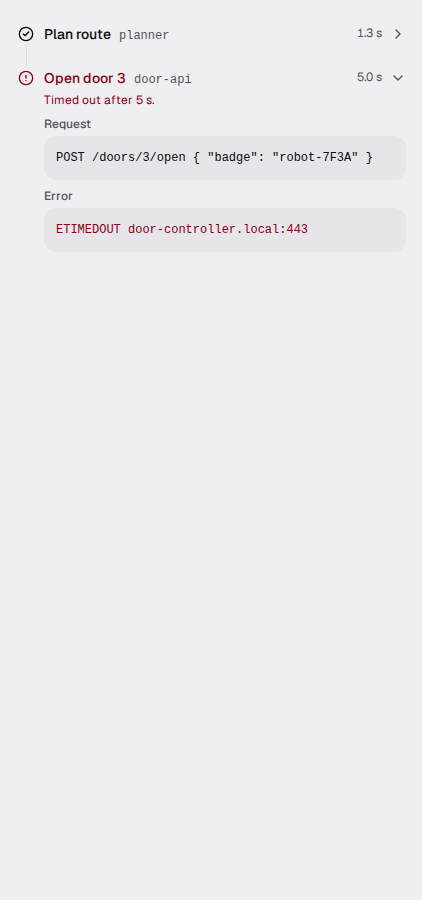 Plan route planner 1.3 s
Open door 3 door-api 5.0 s
Timed out after 5 s.
Request
POST /doors/3/open { "badge": "robot-7F3A" }
Error
ETIMEDOUT door-controller.local:443